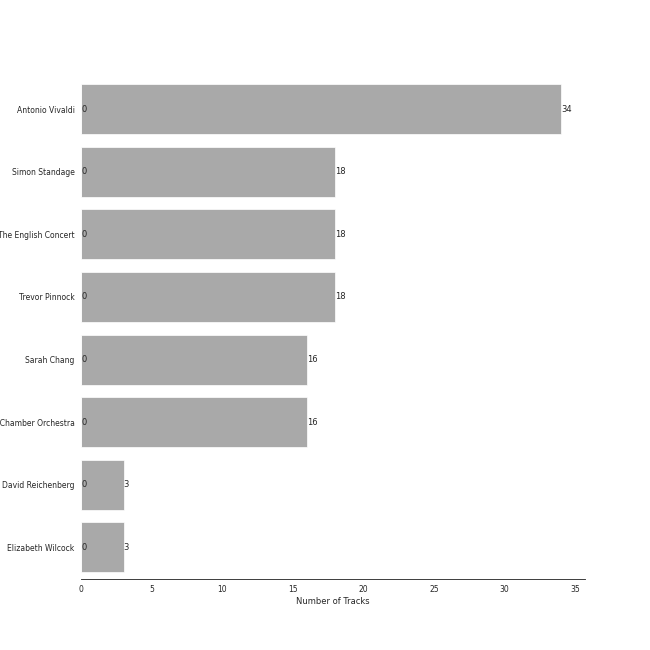 Antonio Vivaldi 0 34
Simon Standage 0 18
The English Concert 0 18
Trevor Pinnock 0 18
Sarah Chang 0 16
Chamber Orchestra 0 16
David Reichenberg 0 3
Elizabeth Wilcock 0 3
0 5 10 15 20 25 30 35
Number of Tracks